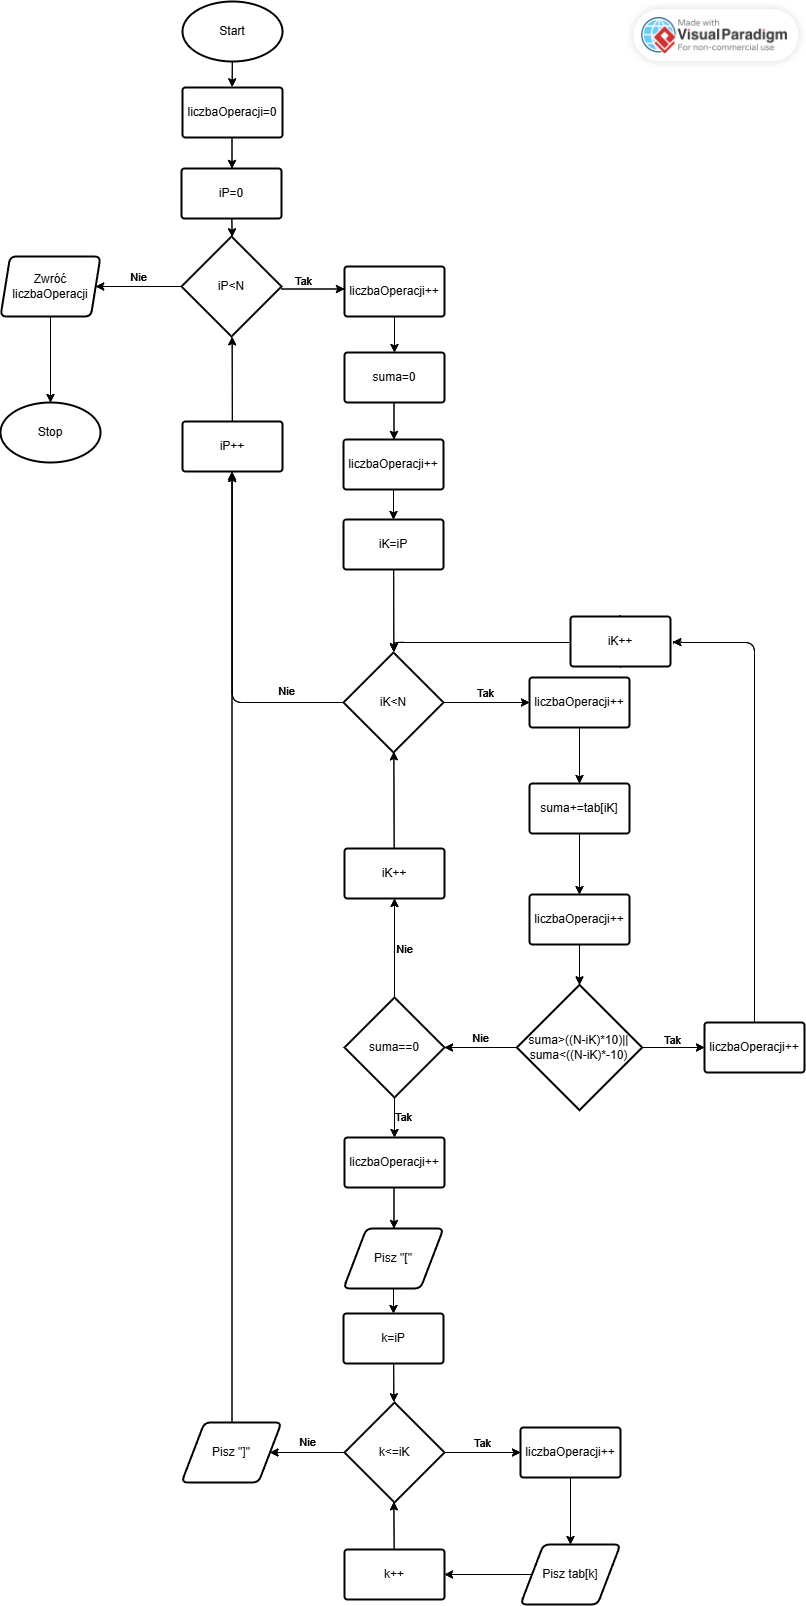 Made with
Visual Paradigm
For non-commercial use
Start
liczbaOperacji=0
iP=0
iP<N
Nie
Zwróć
liczbaOperacji
Stop
Tak
liczbaOperacji++
suma=0
liczbaOperacji++
iK=iP
iP++
iK++
iK<N
Nie
Tak
liczbaOperacji++
suma+=tab[iK]
liczbaOperacji++
suma>((N-iK)*10)||
suma<((N-iK)*-10)
Tak
liczbaOperacji++
Nie
suma==0
Nie
iK++
Tak
liczbaOperacji++
Pisz "["
k=iP
k<=iK
Nie
Pisz "]"
Tak
liczbaOperacji++
Pisz tab[k]
k++